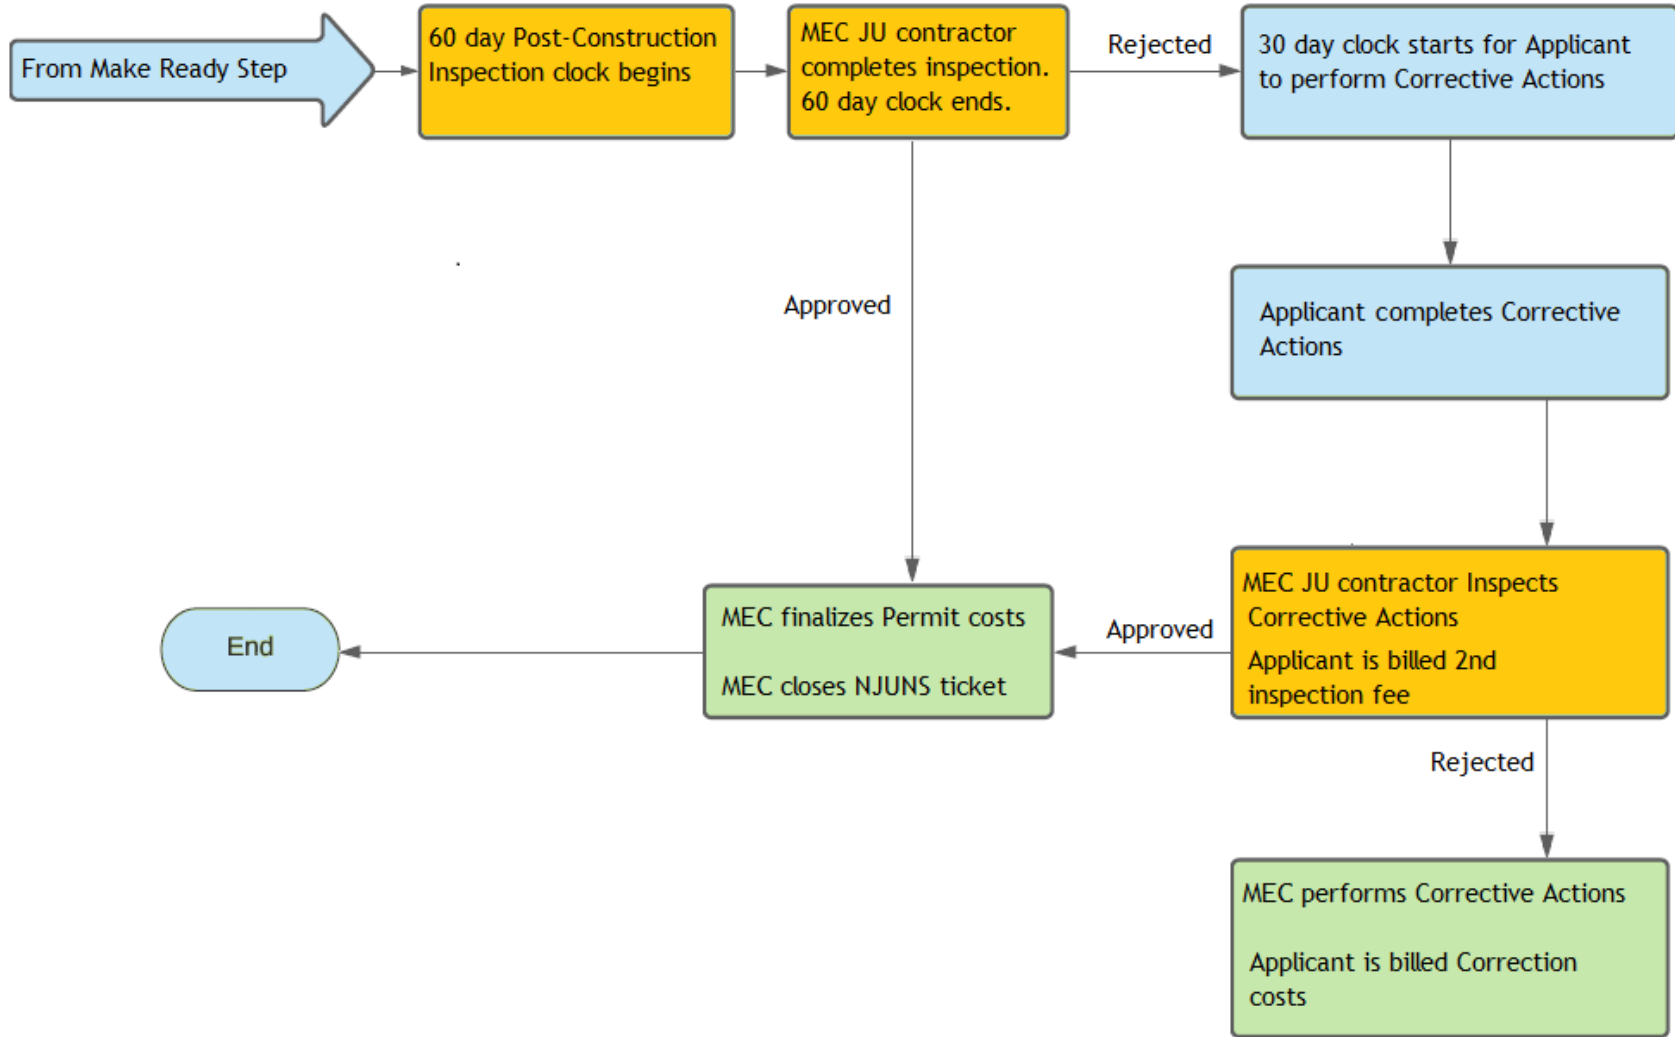 From Make Ready Step
60 day Post-Construction
Inspection clock begins
MEC JU contractor
completes inspection.
60 day clock ends.
Rejected
30 day clock starts for Applicant
to perform Corrective Actions
Approved
Applicant completes Corrective
Actions
MEC JU contractor Inspects
Corrective Actions
Applicant is billed 2nd
inspection fee
Approved
MEC finalizes Permit costs
MEC closes NJUNS ticket
End
Rejected
MEC performs Corrective Actions
Applicant is billed Correction
costs